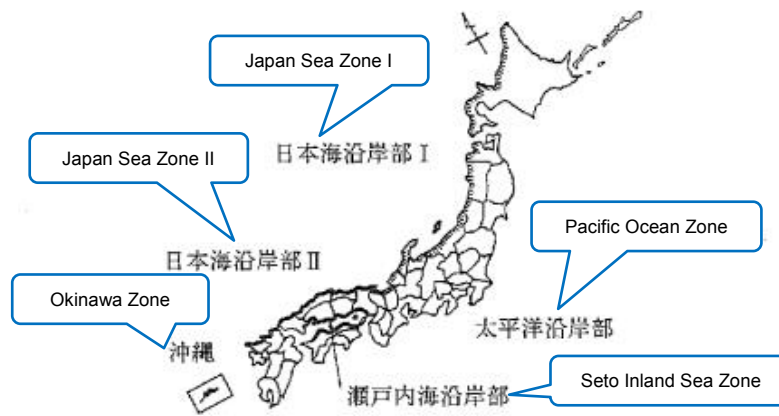 Japan Sea Zone I
日本海沿岸部 I
Japan Sea Zone II
日本海沿岸部 II
Pacific Ocean Zone
太平洋沿岸部
Okinawa Zone
沖縄
瀬戸内海沿岸部
Seto Inland Sea Zone